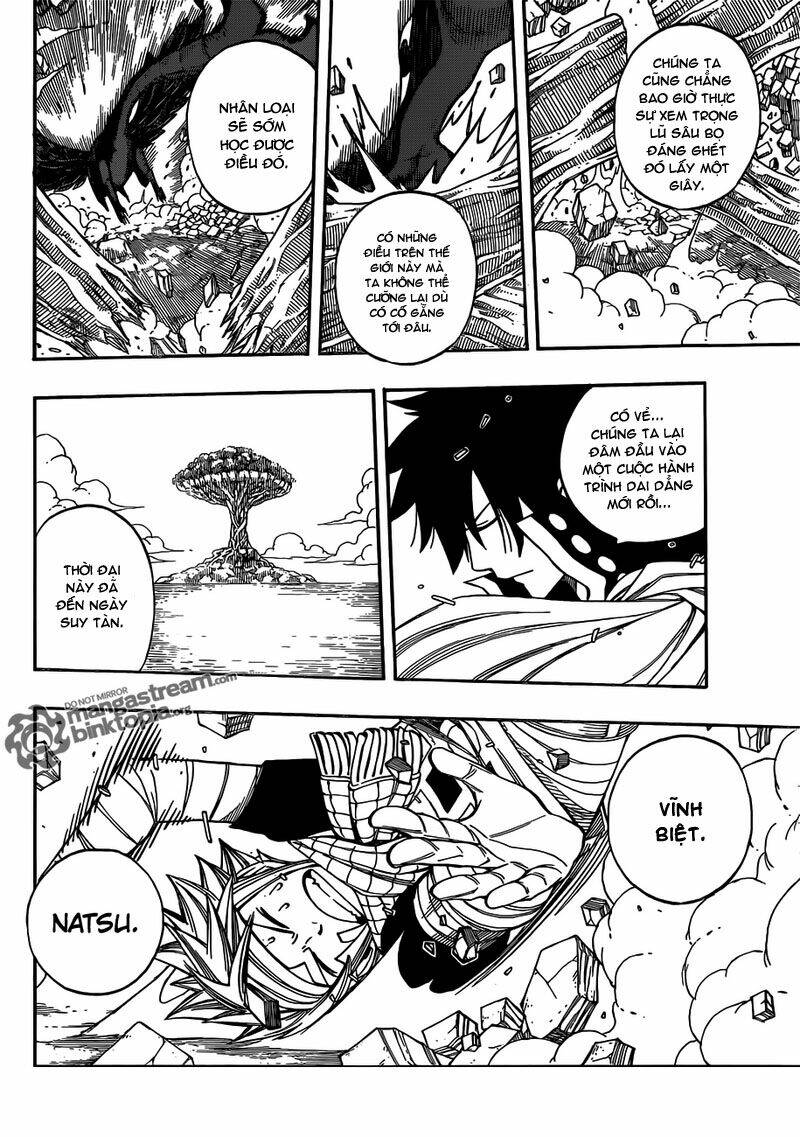 CHÚNG TA
CŨNG CHẲNG
BAO GIỜ THỰC
SỰ XEM TRỌNG
LŨ SÂU BỌ
ĐÁNG GHÉT
ĐÓ LẤY MỘT
GIÂY.
CÓ NHỮNG
ĐIỀU TRÊN THẾ
GIỚI NÀY MÀ
TA KHÔNG THỂ
CƯỠNG LẠI DÙ
CÓ CỐ GẮNG
TỚI ĐÂU.
NHÂN LOẠI
SẼ SỚM
HỌC ĐƯỢC
ĐIỀU ĐÓ.
CÓ VẺ...
CHÚNG TA LẠI
ĐÂM ĐẦU VÀO
MỘT CUỘC HÀNH
TRÌNH DAI DẲNG
MỚI RỒI...
THỜI ĐẠI
NÀY ĐÃ
ĐẾN NGÀY
SUY TÀN.
DO NOT MIRROR
mangastream.com
binktopia.org
VĨNH
BIỆT.
NATSU.